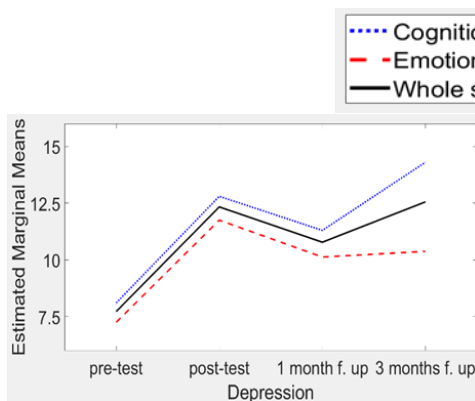 Cognitio
Emotion
Whole s
Estimated Marginal Means
15
12.5
10
7.5
pre-test post-test 1 month f. up 3 months f. up
Depression